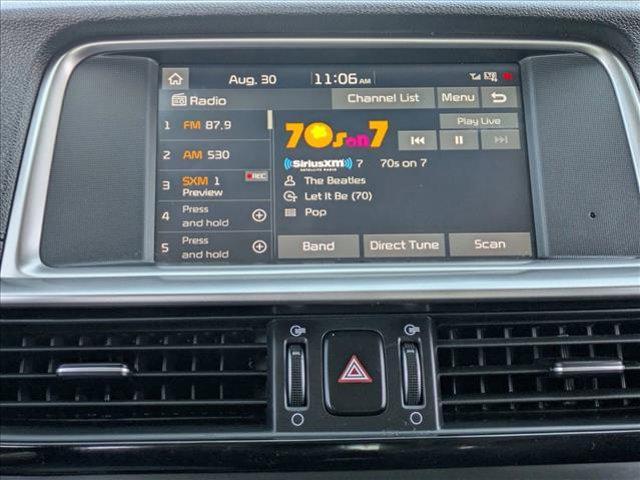 Aug. 30 11:06 AM
Radio Channel List Menu
1 FM 87.9
2 AM 530
3 SXM 1 REC
Preview
4 Press
and hold
5 Press
and hold
70s on 7
Play Live
((SiriusXM)) 7 70s on 7
SATELLITE RADIO
The Beatles
Let It Be (70)
Pop
Band Direct Tune Scan